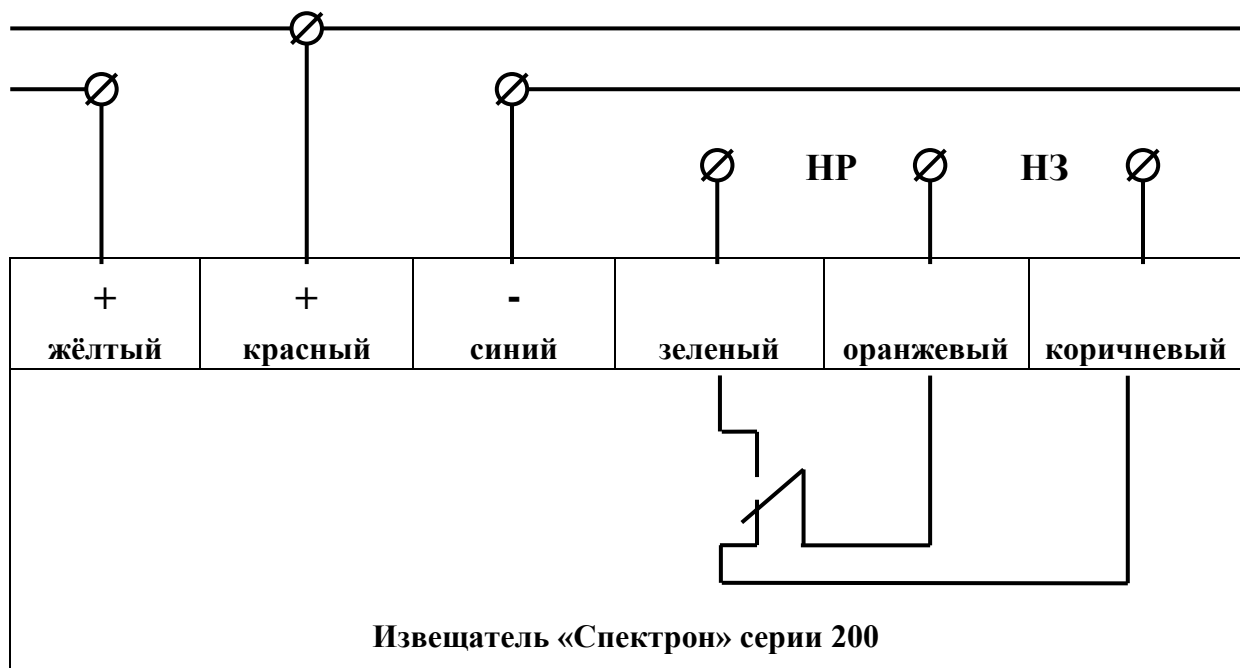 НР НЗ
+ + -
жёлтый красный синий зеленый оранжевый коричневый
Извещатель «Спектрон» серии 200